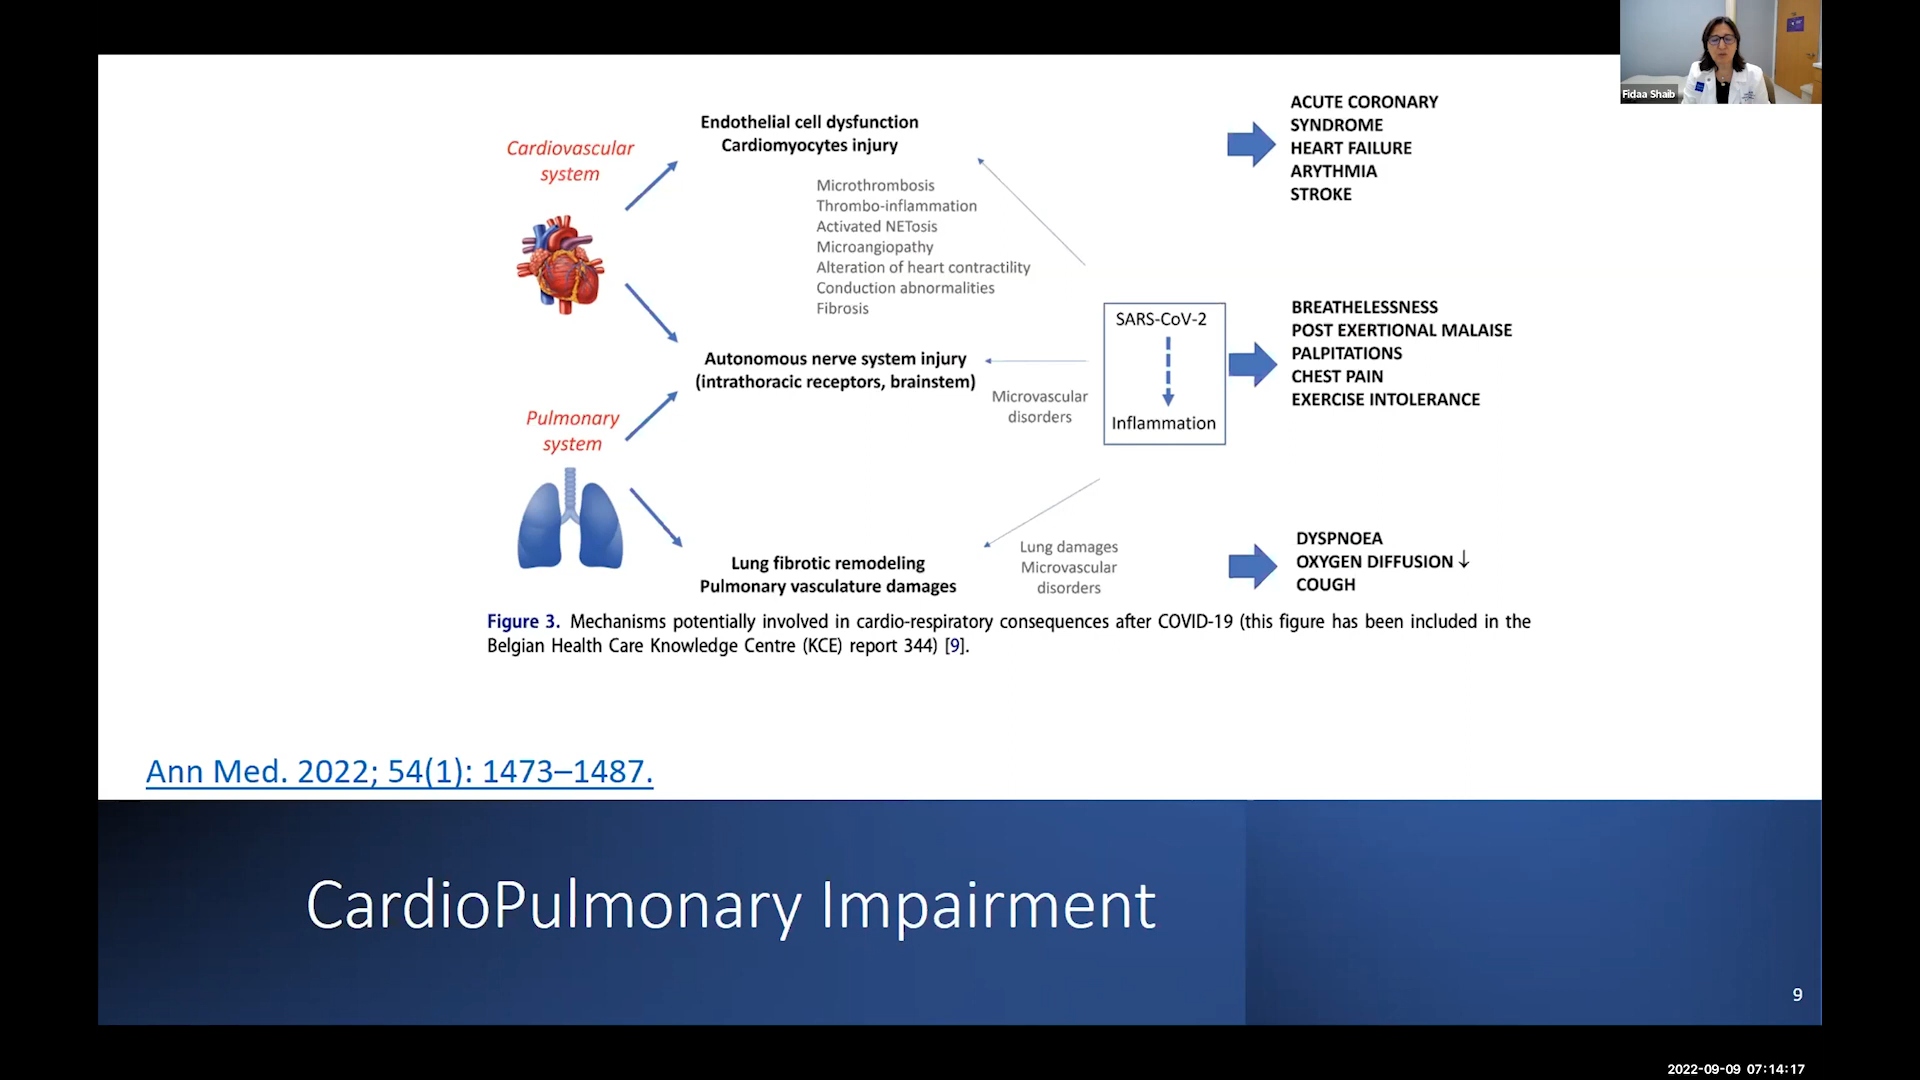 Fidaa Shaib
Cardiovascular
system
Endothelial cell dysfunction
Cardiomyocytes injury
Microthrombosis
Thrombo-inflammation
Activated NETosis
Microangiopathy
Alteration of heart contractility
Conduction abnormalities
Fibrosis
ACUTE CORONARY
SYNDROME
HEART FAILURE
ARYTHMIA
STROKE
Autonomous nerve system injury
(intrathoracic receptors, brainstem)
Microvascular
disorders
SARS-CoV-2
Inflammation
BREATHELESSNESS
POST EXERTIONAL MALAISE
PALPITATIONS
CHEST PAIN
EXERCISE INTOLERANCE
Pulmonary
system
Lung fibrotic remodeling
Pulmonary vasculature damages
Lung damages
Microvascular
disorders
DYSPNOEA
OXYGEN DIFFUSION ↓
COUGH
Figure 3. Mechanisms potentially involved in cardio-respiratory consequences after COVID-19 (this figure has been included in the
Belgian Health Care Knowledge Centre (KCE) report 344) [9].
Ann Med. 2022; 54(1): 1473–1487.
CardioPulmonary Impairment
9
2022-09-09 07:14:17